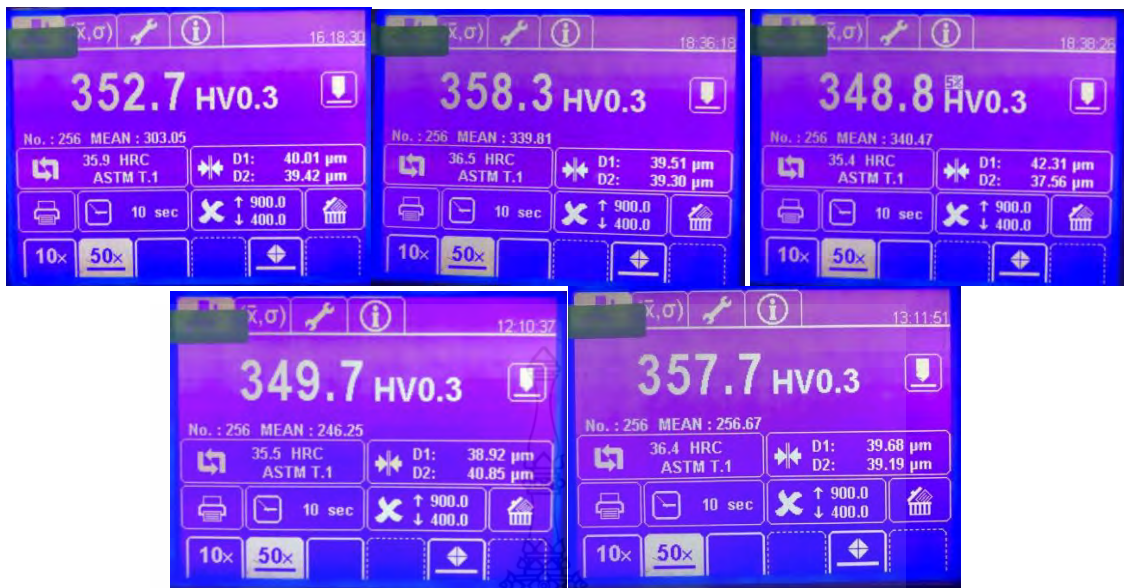 x̄,σ)
16:18:30
352.7 HV0.3
No. : 256 MEAN : 303.05
35.9 HRC
ASTM T.1
D1: 40.01 µm
D2: 39.42 µm
10 sec
↑ 900.0
↓ 400.0
10× 50×
x̄,σ)
18:36:18
358.3 HV0.3
No. : 256 MEAN : 339.81
36.5 HRC
ASTM T.1
D1: 39.51 µm
D2: 39.30 µm
10 sec
↑ 900.0
↓ 400.0
10× 50×
x̄,σ)
18:38:26
5%
348.8 HV0.3
No. : 256 MEAN : 340.47
35.4 HRC
ASTM T.1
D1: 42.31 µm
D2: 37.56 µm
10 sec
↑ 900.0
↓ 400.0
10× 50×
(x̄,σ)
12:10:37
349.7 HV0.3
No. : 256 MEAN : 246.25
35.5 HRC
ASTM T.1
D1: 38.92 µm
D2: 40.85 µm
10 sec
↑ 900.0
↓ 400.0
10× 50×
x̄,σ)
13:11:51
357.7 HV0.3
No. : 256 MEAN : 256.67
36.4 HRC
ASTM T.1
D1: 39.68 µm
D2: 39.19 µm
10 sec
↑ 900.0
↓ 400.0
10× 50×